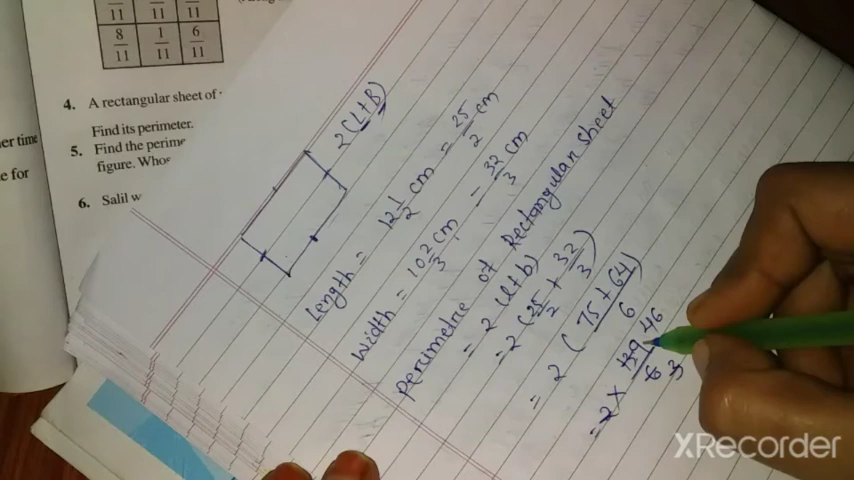 11 11 11
8/11 1/11 6/11
4. A rectangular sheet of
Find its perimeter.
5. Find the perime
figure. Whos
6. Salil w
er time
e for
2(L+B)
Length = 12 1/2 cm = 25/2 cm
Width = 10 2/3 cm = 32/3 cm
Perimetre of Rectangular sheet
= 2 (l+b)
= 2 (25/2 + 32/3)
= 2 (75+64/6)
= 2 × 139/6 3 46
XRecorder